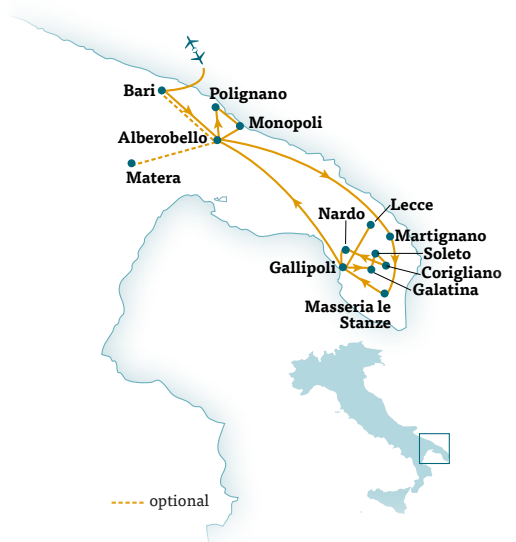 Bari
Polignano
Monopoli
Alberobello
Matera
Lecce
Nardo
Martignano
Soleto
Gallipoli
Corigliano
Galatina
Masseria le
Stanze
optional